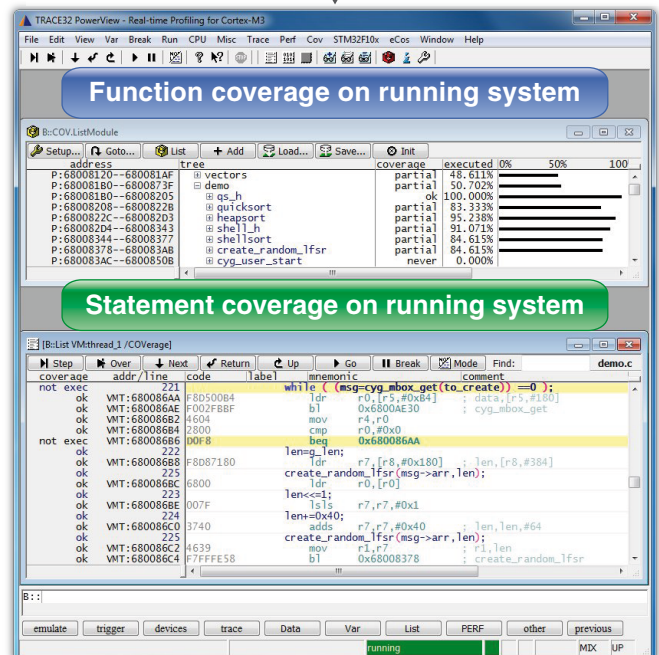 TRACE32 PowerView - Real-time Profiling for Cortex-M3
File Edit View Var Break Run CPU Misc Trace Perf Cov STM32F10x eCos Window Help
Function coverage on running system
B::COV.ListModule
Setup... Goto... List + Add Load... Save... Init
address tree coverage executed 0% 50% 100
P:68008120--680081AF ⊞ vectors partial 48.611%
P:680081B0--6800873F ⊟ demo partial 50.702%
P:680081B0--68008205 ⊞ qs_h ok 100.000%
P:68008208--6800822B ⊞ quicksort partial 83.333%
P:6800822C--680082D3 ⊞ heapsort partial 95.238%
P:680082D4--68008343 ⊞ shell_h partial 91.071%
P:68008344--68008377 ⊞ shellsort partial 84.615%
P:68008378--680083AB ⊞ create_random_lfsr partial 84.615%
P:680083AC--6800850B ⊞ cyg_user_start never 0.000%
Statement coverage on running system
[B::List VM:thread_1 /COVerage]
Step Over Next Return Up Go Break Mode Find: demo.c
coverage addr/line code label mnemonic comment
not exec 221 while ( (msg=cyg_mbox_get(to_create)) ==0 );
ok VMT:680086AA F8D500B4 ldr r0,[r5,#0xB4] ; data,[r5,#180]
ok VMT:680086AE F002FBBF bl 0x6800AE30 ; cyg_mbox_get
ok VMT:680086B2 4604 mov r4,r0
ok VMT:680086B4 2800 cmp r0,#0x0
not exec VMT:680086B6 D0F8 beq 0x680086AA
ok 222 len=g_len;
ok VMT:680086B8 F8D87180 ldr r7,[r8,#0x180] ; len,[r8,#384]
ok 225 create_random_lfsr(msg->arr,len);
ok VMT:680086BC 6800 ldr r0,[r0]
ok 223 len<<=1;
ok VMT:680086BE 007F lsls r7,r7,#0x1
ok 224 len+=0x40;
ok VMT:680086C0 3740 adds r7,r7,#0x40 ; len,len,#64
ok 225 create_random_lfsr(msg->arr,len);
ok VMT:680086C2 4639 mov r1,r7 ; r1,len
ok VMT:680086C4 F7FFFE58 bl 0x68008378 ; create_random_lfsr
B::
emulate trigger devices trace Data Var List PERF other previous
running MIX UP